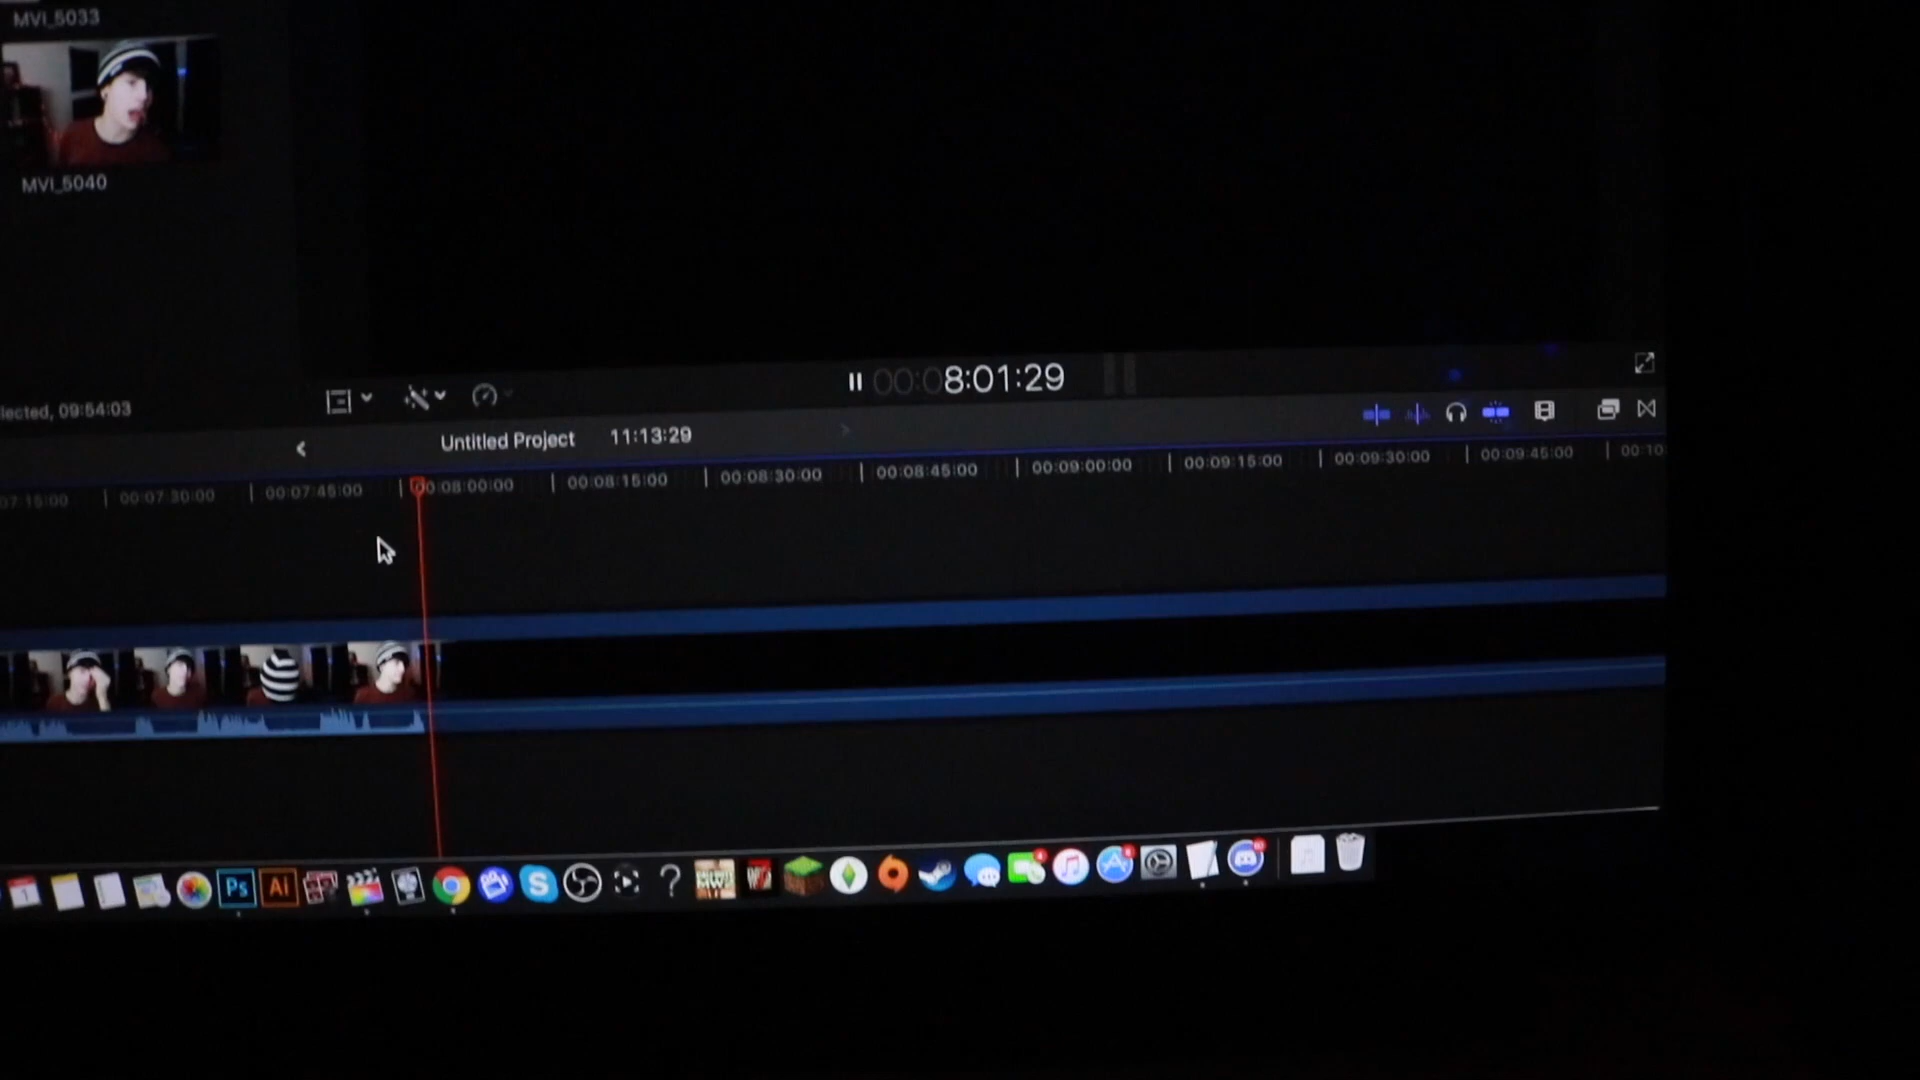 MVI_5033
MVI_5040
lected, 09:54:03
00:08:01:29
Untitled Project 11:13:29
07:15:00 00:07:30:00 00:07:45:00 00:08:00:00 00:08:15:00 00:08:30:00 00:08:45:00 00:09:00:00 00:09:15:00 00:09:30:00 00:09:45:00 00:10
Ps Ai S ? MW3